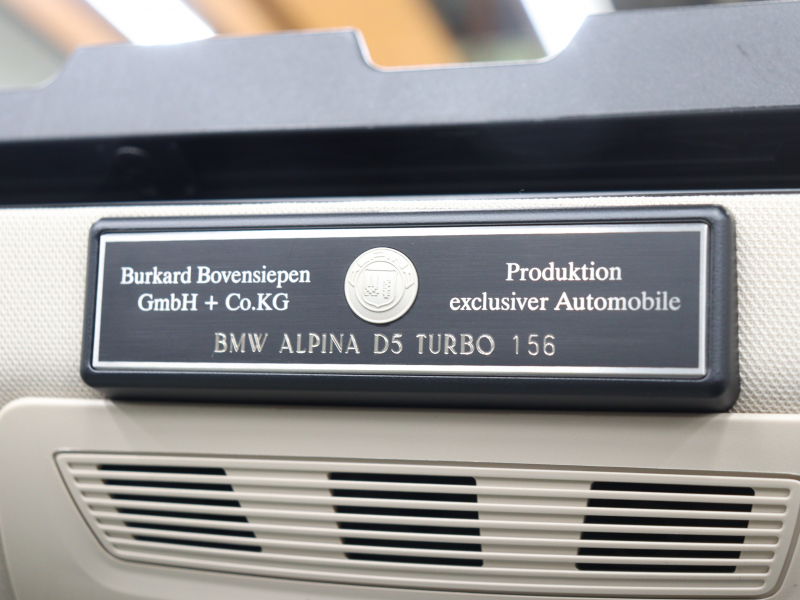 Burkard Bovensiepen
GmbH + Co.KG
Produktion
exclusiver Automobile
BMW ALPINA D5 TURBO 156